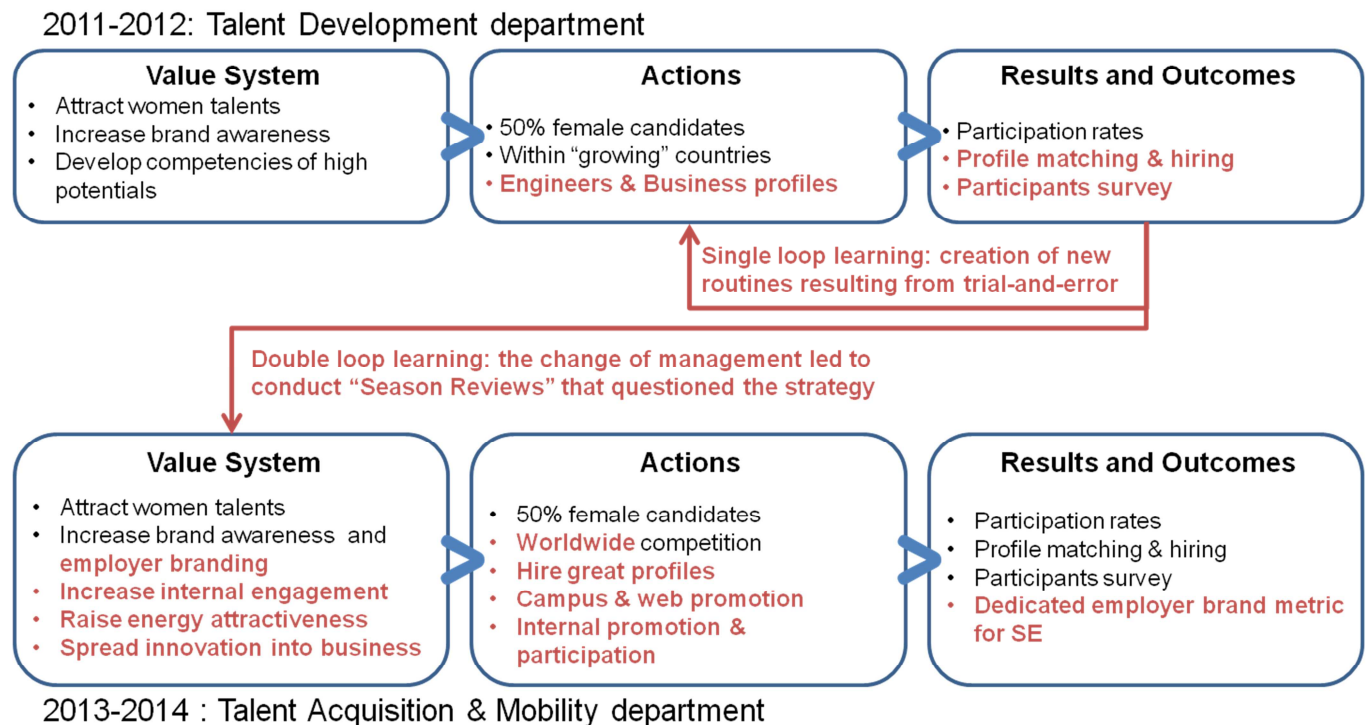 2011-2012: Talent Development department
Value System
• Attract women talents
• Increase brand awareness
• Develop competencies of high
potentials
>
Actions
• 50% female candidates
• Within “growing” countries
• Engineers & Business profiles
>
Results and Outcomes
• Participation rates
• Profile matching & hiring
• Participants survey
Single loop learning: creation of new
routines resulting from trial-and-error
Double loop learning: the change of management led to
conduct “Season Reviews” that questioned the strategy
Value System
• Attract women talents
• Increase brand awareness and
employer branding
• Increase internal engagement
• Raise energy attractiveness
• Spread innovation into business
>
Actions
• 50% female candidates
• Worldwide competition
• Hire great profiles
• Campus & web promotion
• Internal promotion &
participation
>
Results and Outcomes
• Participation rates
• Profile matching & hiring
• Participants survey
• Dedicated employer brand metric
for SE
2013-2014 : Talent Acquisition & Mobility department